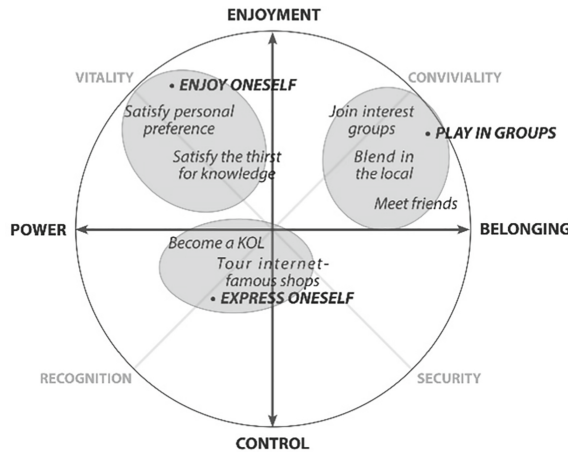 ENJOYMENT
VITALITY
CONVIVIALITY
• ENJOY ONESELF
Satisfy personal
preference
Satisfy the thirst
for knowledge
Join interest
groups
• PLAY IN GROUPS
Blend in
the local
Meet friends
POWER
BELONGING
Become a KOL
Tour internet-
famous shops
• EXPRESS ONESELF
RECOGNITION
SECURITY
CONTROL